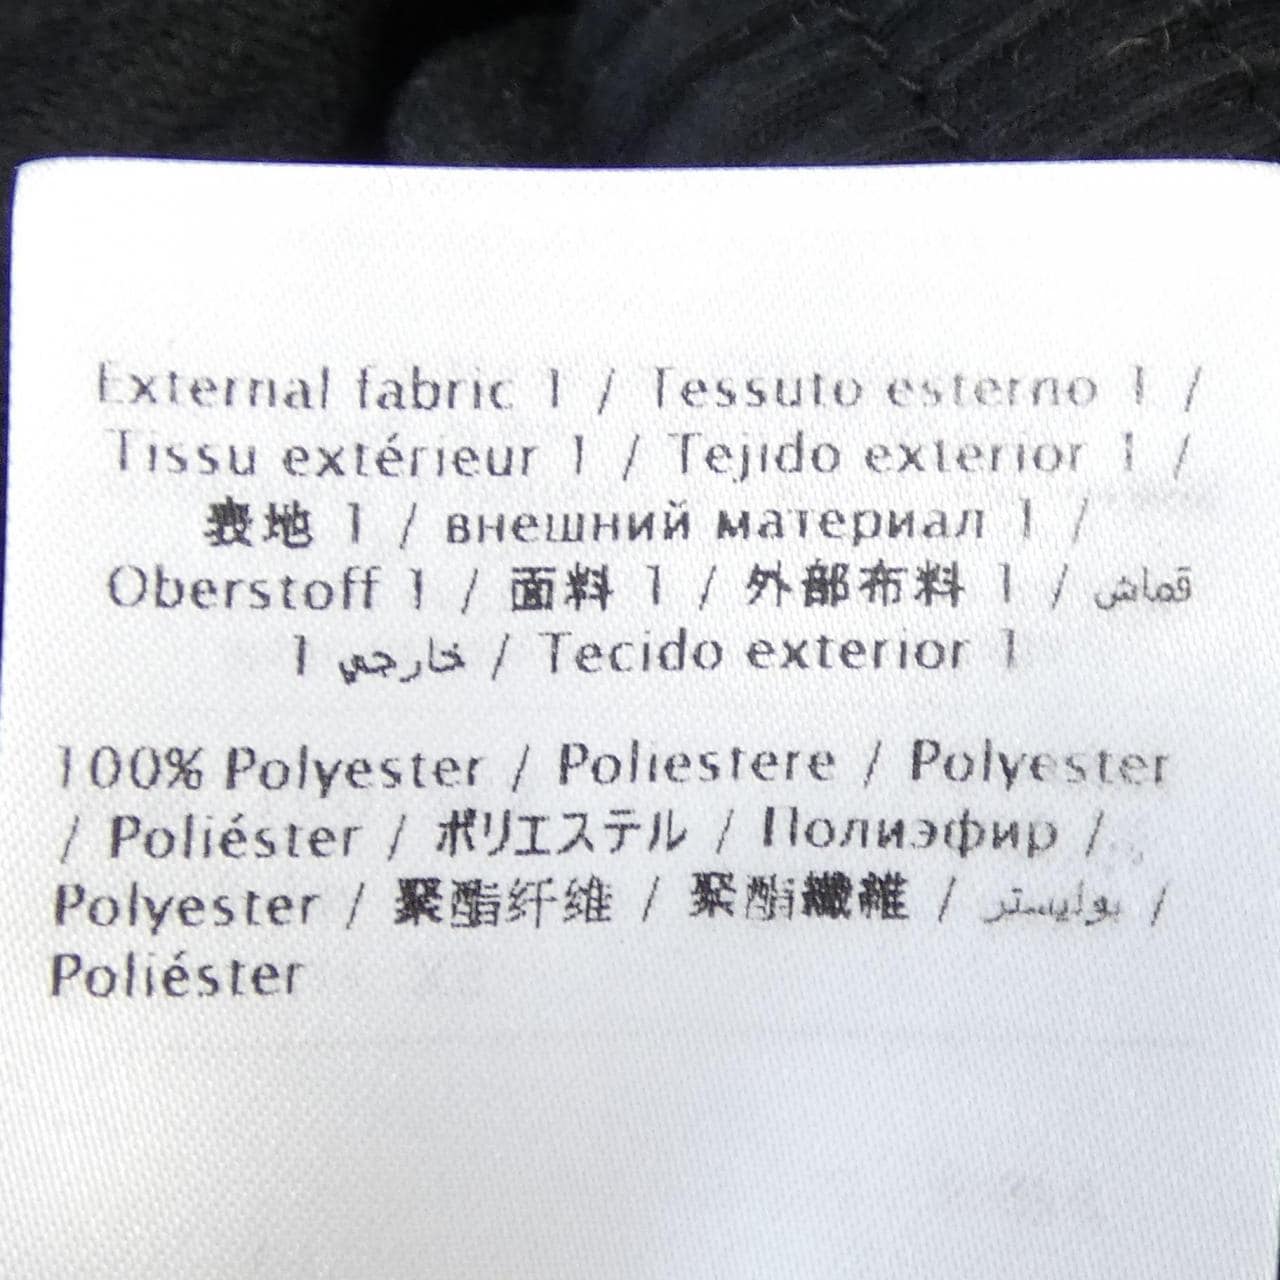 External fabric 1 / Tessuto esterno 1 /
Tissu extérieur 1 / Tejido exterior 1 /
表地 1 / внешний материал 1 /
Oberstoff 1 / 面料 1 / 外部布料 1 / قماش
خارجي 1 / Tecido exterior 1
100% Polyester / Poliestere / Polyester
/ Poliéster / ポリエステル / Полиэфир /
Polyester / 聚酯纤维 / 聚酯纖維 / بوليستر /
Poliéster